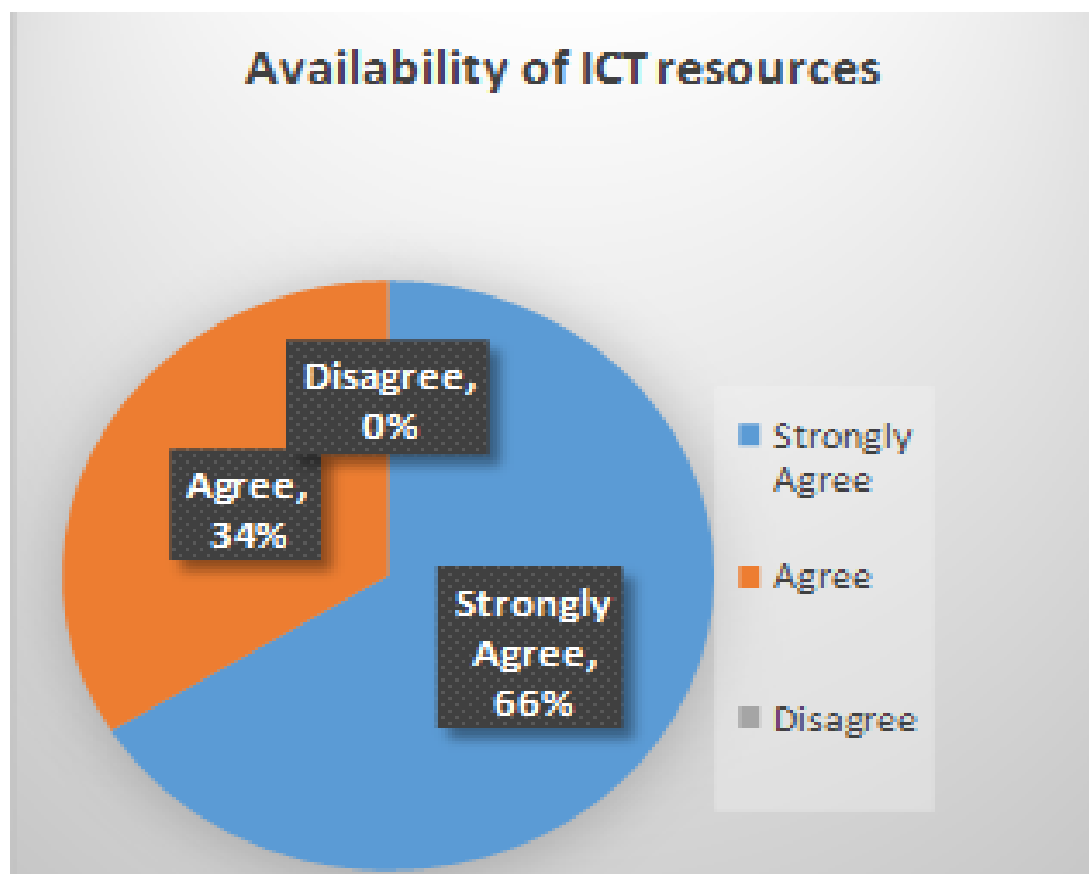 Availability of ICT resources
Disagree,
0%
Agree,
34%
Strongly
Agree,
66%
Strongly
Agree
Agree
Disagree